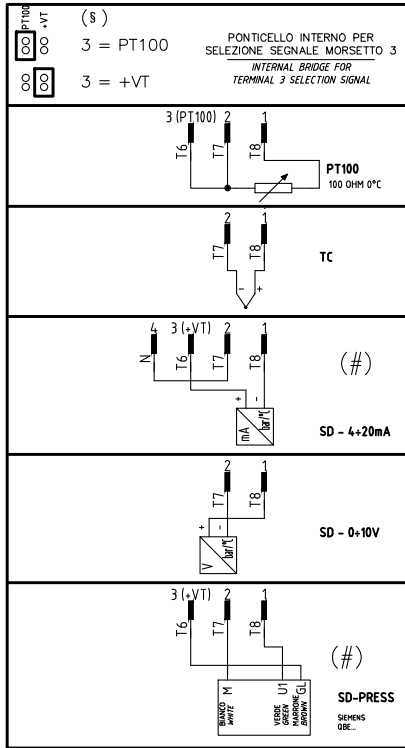 PT100
+VT
(§)
3 = PT100
3 = +VT
PONTICELLO INTERNO PER
SELEZIONE SEGNALE MORSETTO 3
INTERNAL BRIDGE FOR
TERMINAL 3 SELECTION SIGNAL
3 (PT100) 2 1
T6 T7 T8
PT100
100 OHM 0°C
2 1
T7 T8
- +
TC
4 3 (+VT) 2 1
N T6 T7 T8
+ -
mA bar/°C
(#)
SD - 4÷20mA
2 1
T7 T8
+ -
V bar/°C
SD - 0÷10V
3 (+VT) 2 1
T6 T7 T8
M U1 GL
BIANCO
WHITE
VERDE
GREEN
MARRONE
BROWN
(#)
SD-PRESS
SIEMENS
QBE...